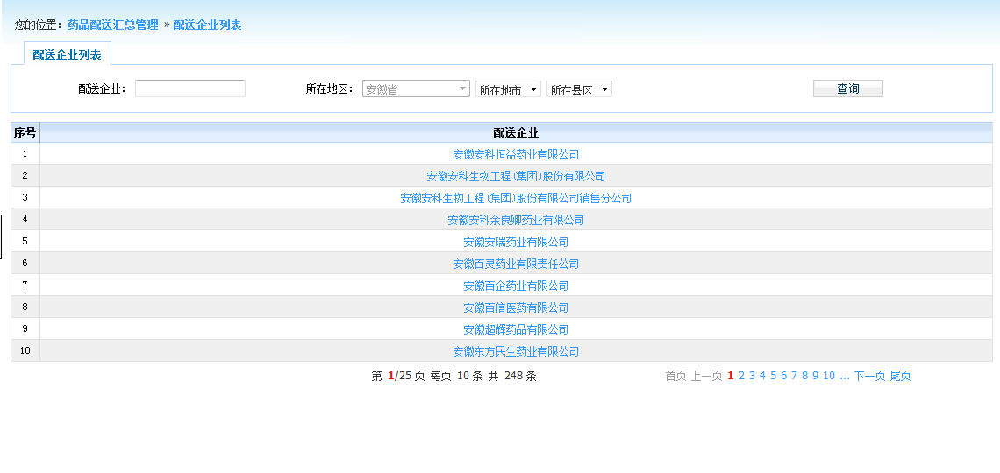 您的位置：药品配送汇总管理 » 配送企业列表
配送企业列表
配送企业： 所在地区： 安徽省 所在地市 所在县区 查询
序号 配送企业
1 安徽安科恒益药业有限公司
2 安徽安科生物工程(集团)股份有限公司
3 安徽安科生物工程(集团)股份有限公司销售分公司
4 安徽安科余良卿药业有限公司
5 安徽安瑞药业有限公司
6 安徽百灵药业有限责任公司
7 安徽百企药业有限公司
8 安徽百信医药有限公司
9 安徽超辉药品有限公司
10 安徽东方民生药业有限公司
第 1/25 页 每页 10 条 共 248 条 首页 上一页 1 2 3 4 5 6 7 8 9 10 ... 下一页 尾页